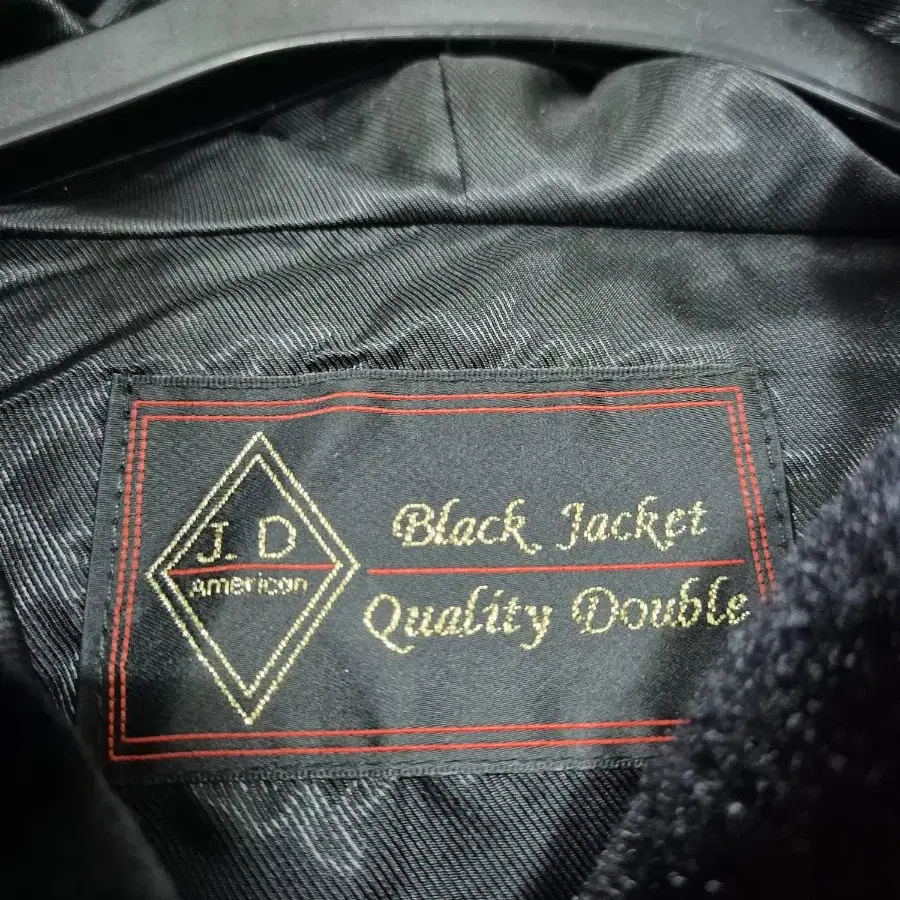 J. D
American
Black Jacket
Quality Double